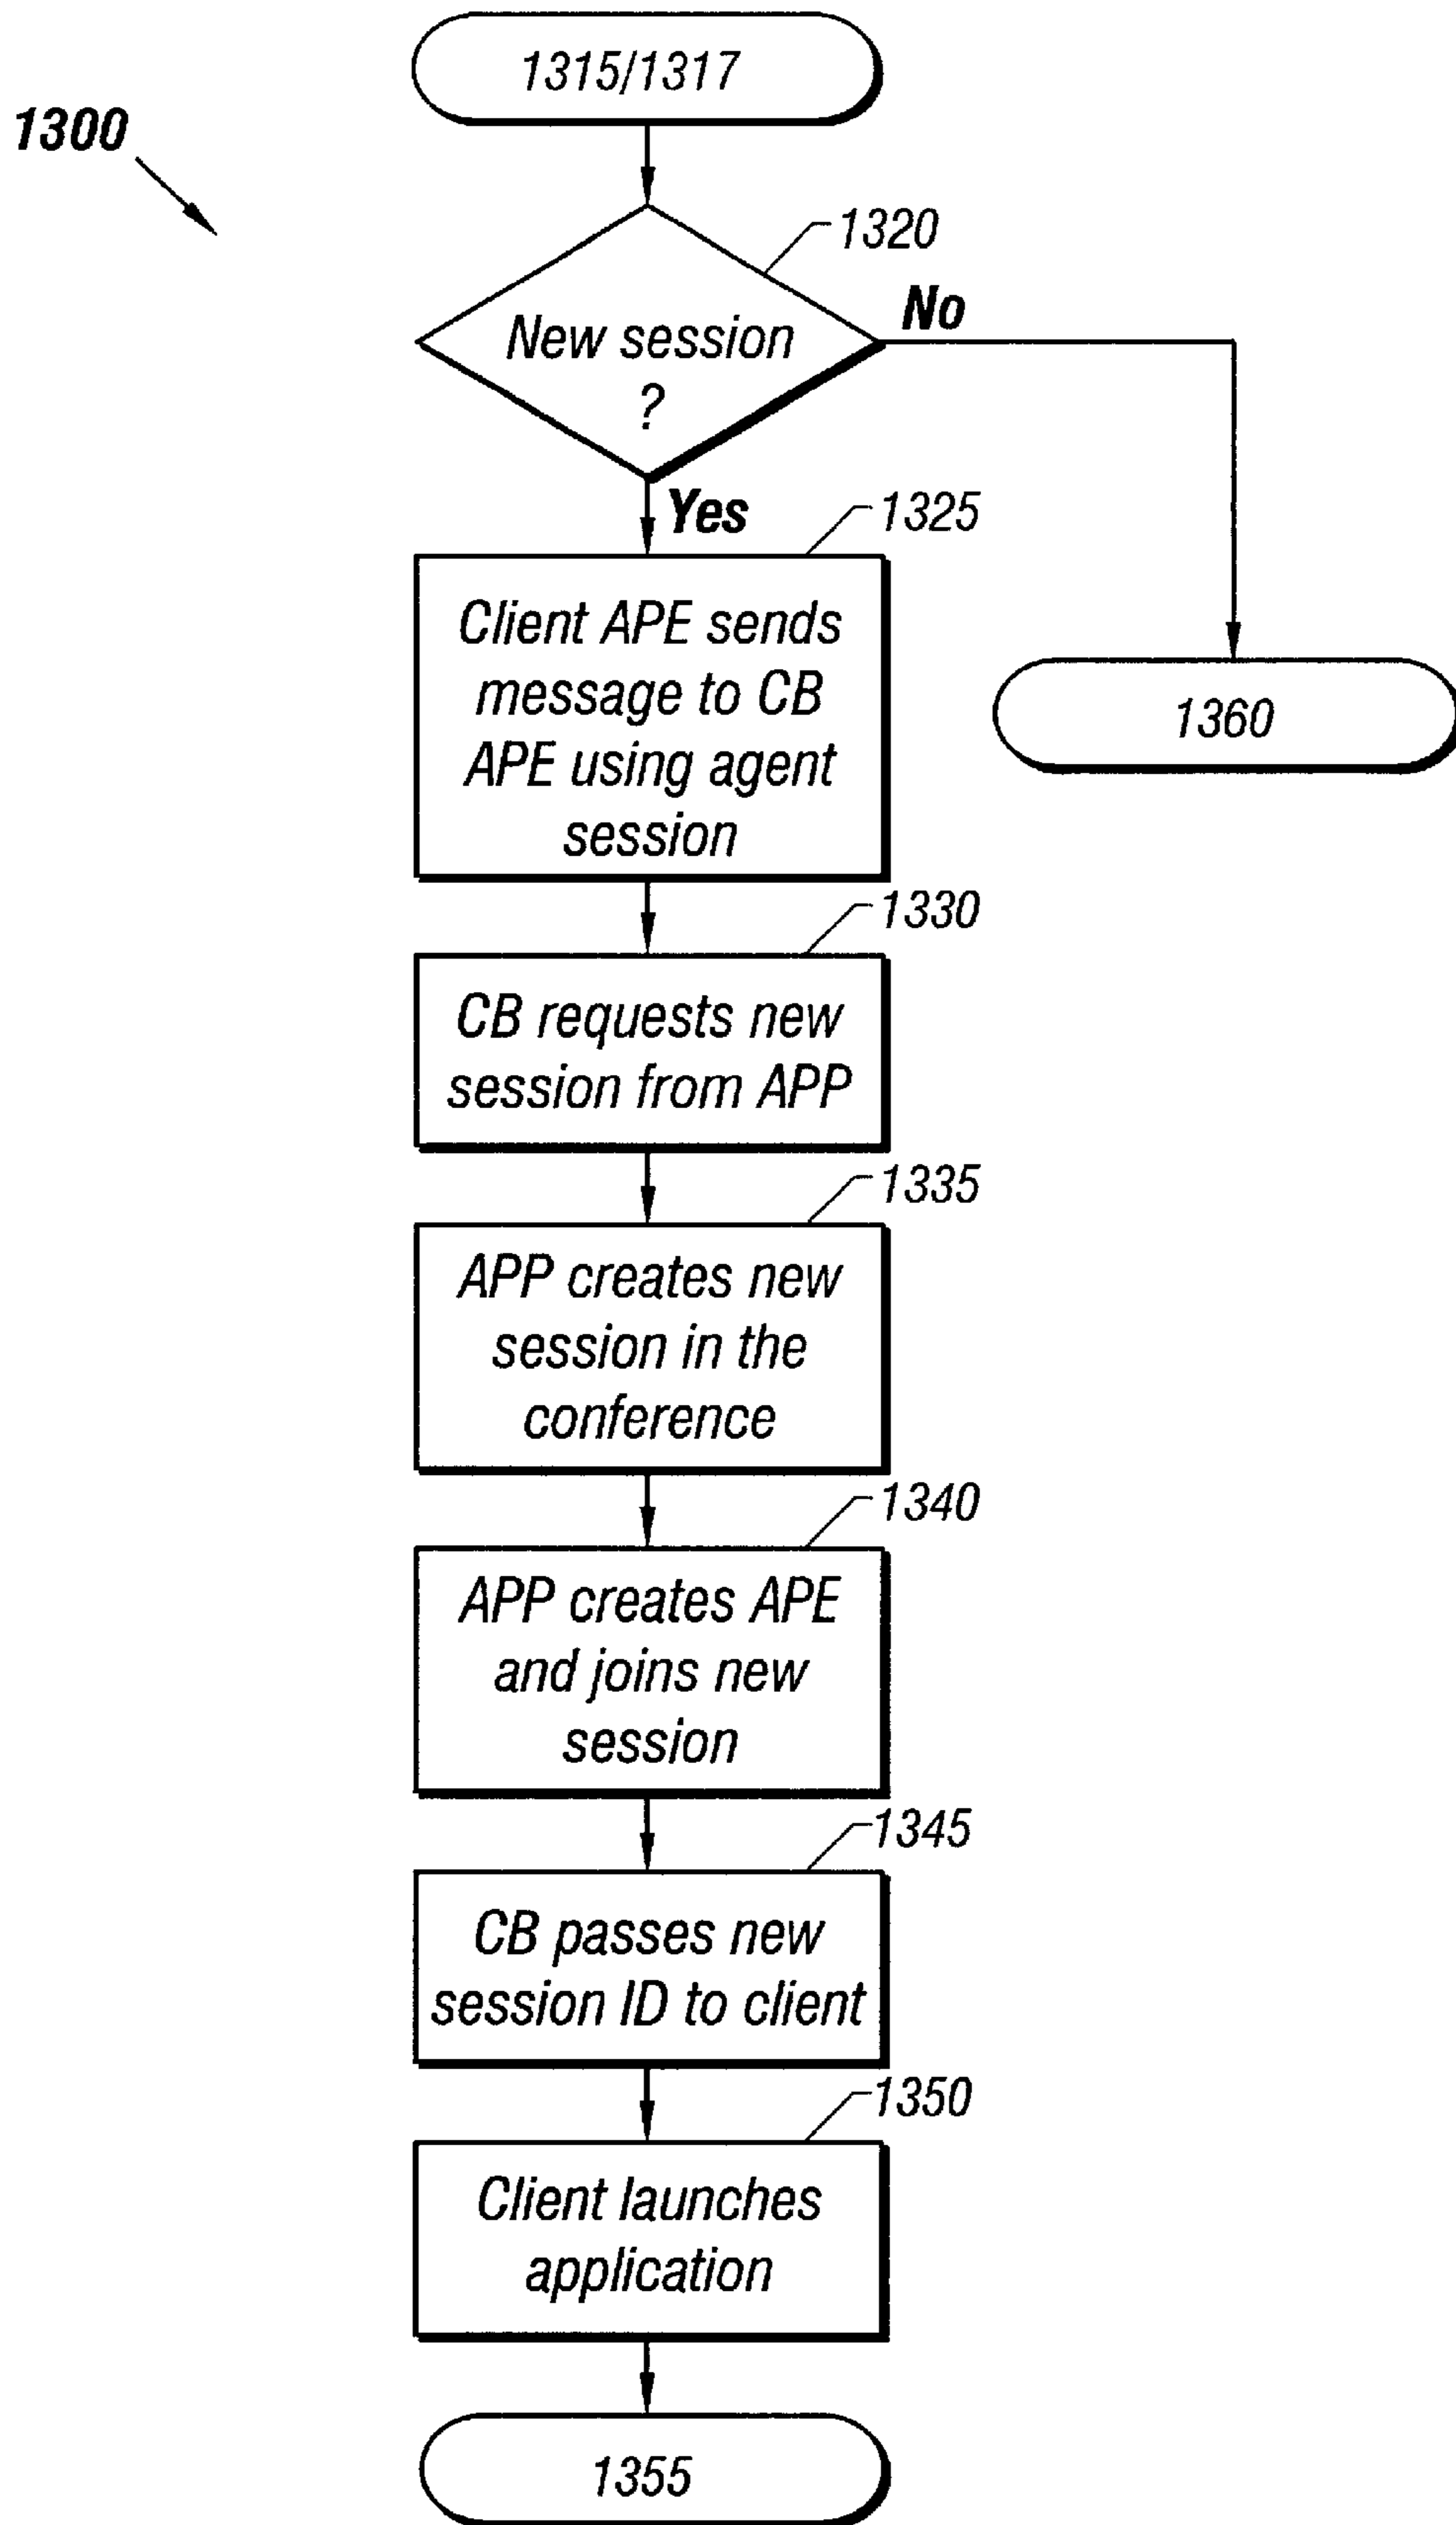 1315/1317
1300
1320
New session
?
No
Yes
1325
Client APE sends
message to CB
APE using agent
session
1360
1330
CB requests new
session from APP
1335
APP creates new
session in the
conference
1340
APP creates APE
and joins new
session
1345
CB passes new
session ID to client
1350
Client launches
application
1355